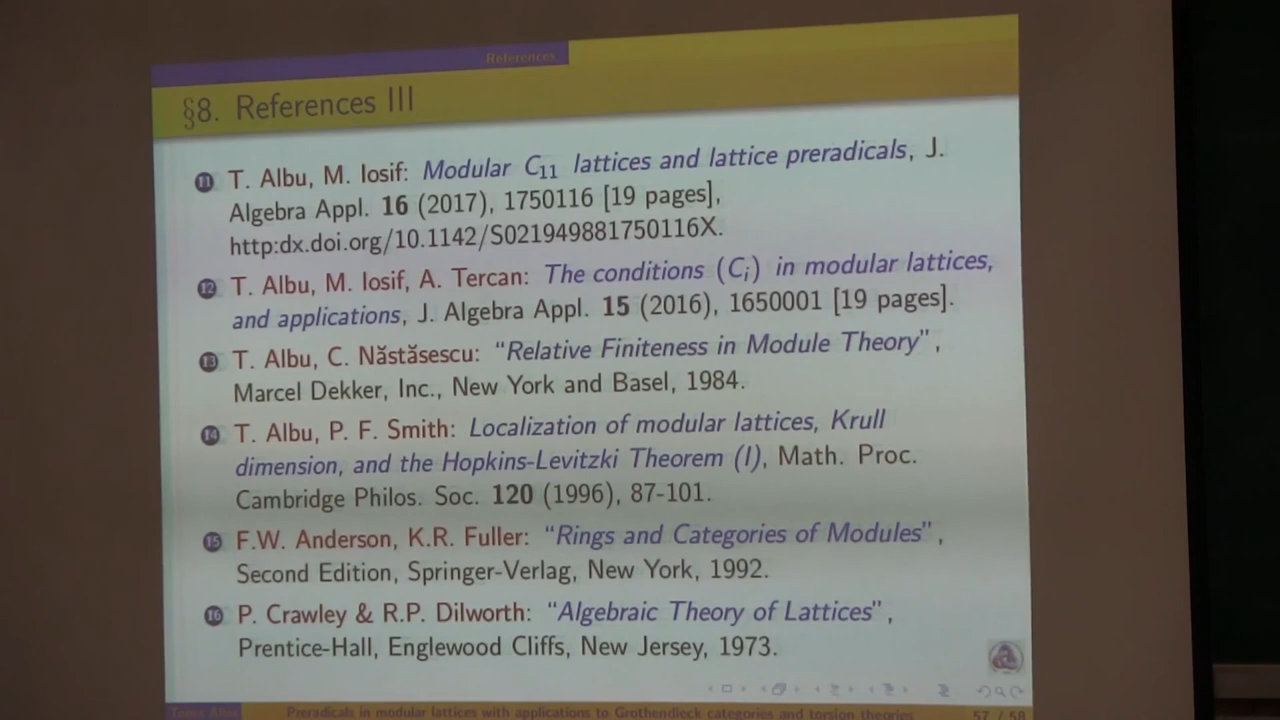 References
§8. References III
11 T. Albu, M. Iosif: Modular C₁₁ lattices and lattice preradicals, J.
Algebra Appl. 16 (2017), 1750116 [19 pages],
http:dx.doi.org/10.1142/S021949881750116X.
12 T. Albu, M. Iosif, A. Tercan: The conditions (Cᵢ) in modular lattices,
and applications, J. Algebra Appl. 15 (2016), 1650001 [19 pages].
13 T. Albu, C. Năstăsescu: “Relative Finiteness in Module Theory”,
Marcel Dekker, Inc., New York and Basel, 1984.
14 T. Albu, P. F. Smith: Localization of modular lattices, Krull
dimension, and the Hopkins-Levitzki Theorem (I), Math. Proc.
Cambridge Philos. Soc. 120 (1996), 87-101.
15 F.W. Anderson, K.R. Fuller: “Rings and Categories of Modules”,
Second Edition, Springer-Verlag, New York, 1992.
16 P. Crawley & R.P. Dilworth: “Algebraic Theory of Lattices”,
Prentice-Hall, Englewood Cliffs, New Jersey, 1973.
Toma Albu Preradicals in modular lattices with applications to Grothendieck categories and torsion theories 57 / 58